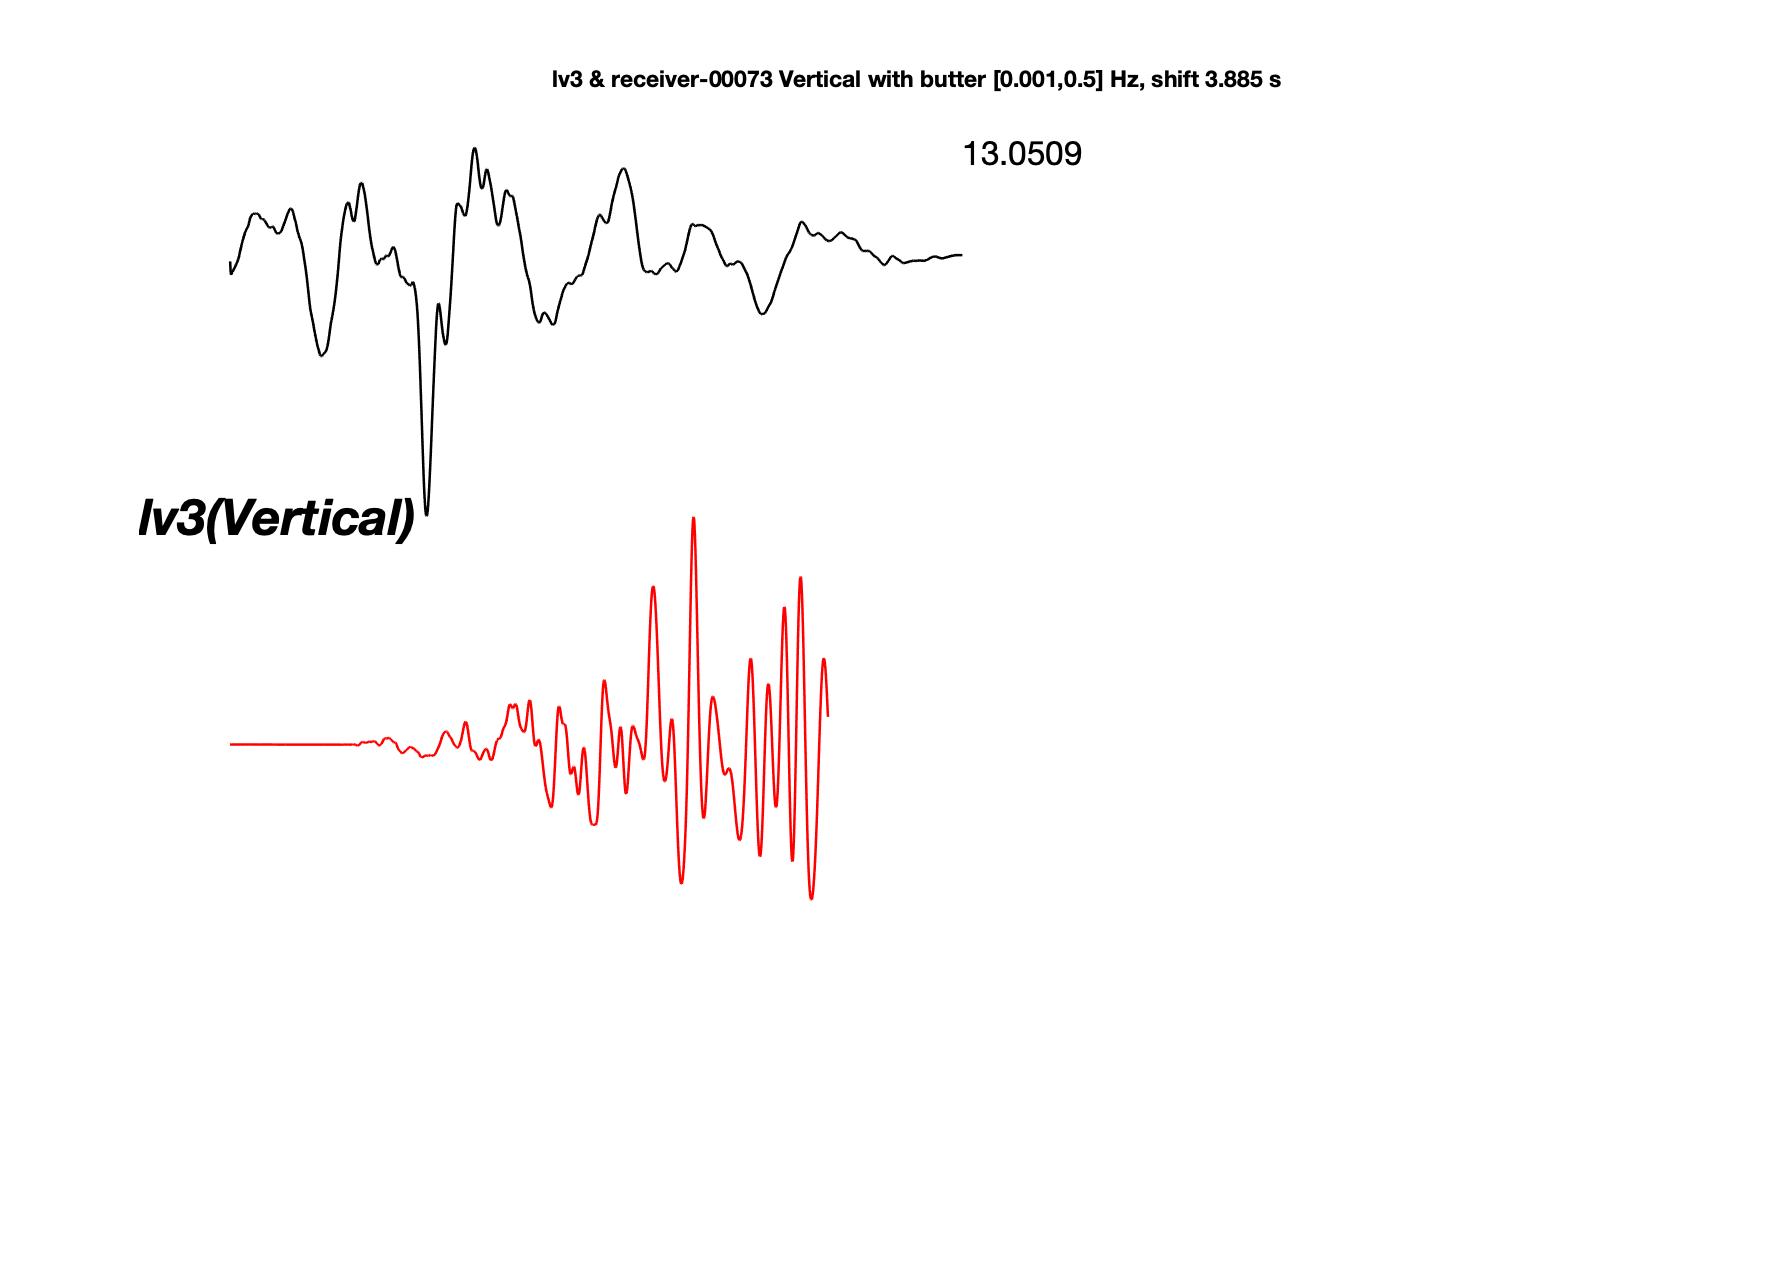 lv3 & receiver-00073 Vertical with butter [0.001,0.5] Hz, shift 3.885 s
13.0509
lv3(Vertical)